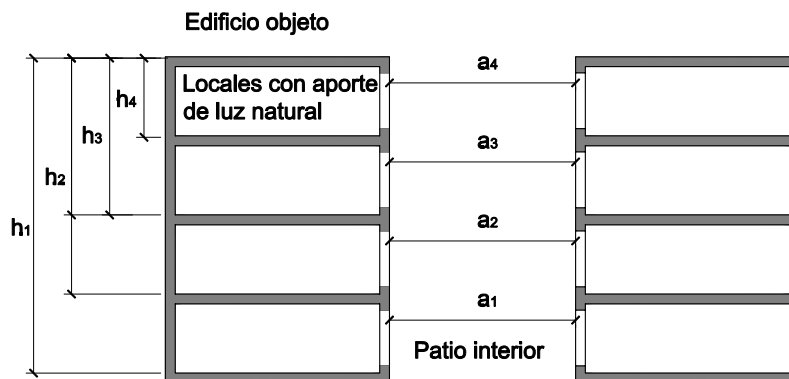 Edificio objeto
Locales con aporte
de luz natural
h4
h3
h2
h1
a4
a3
a2
a1
Patio interior